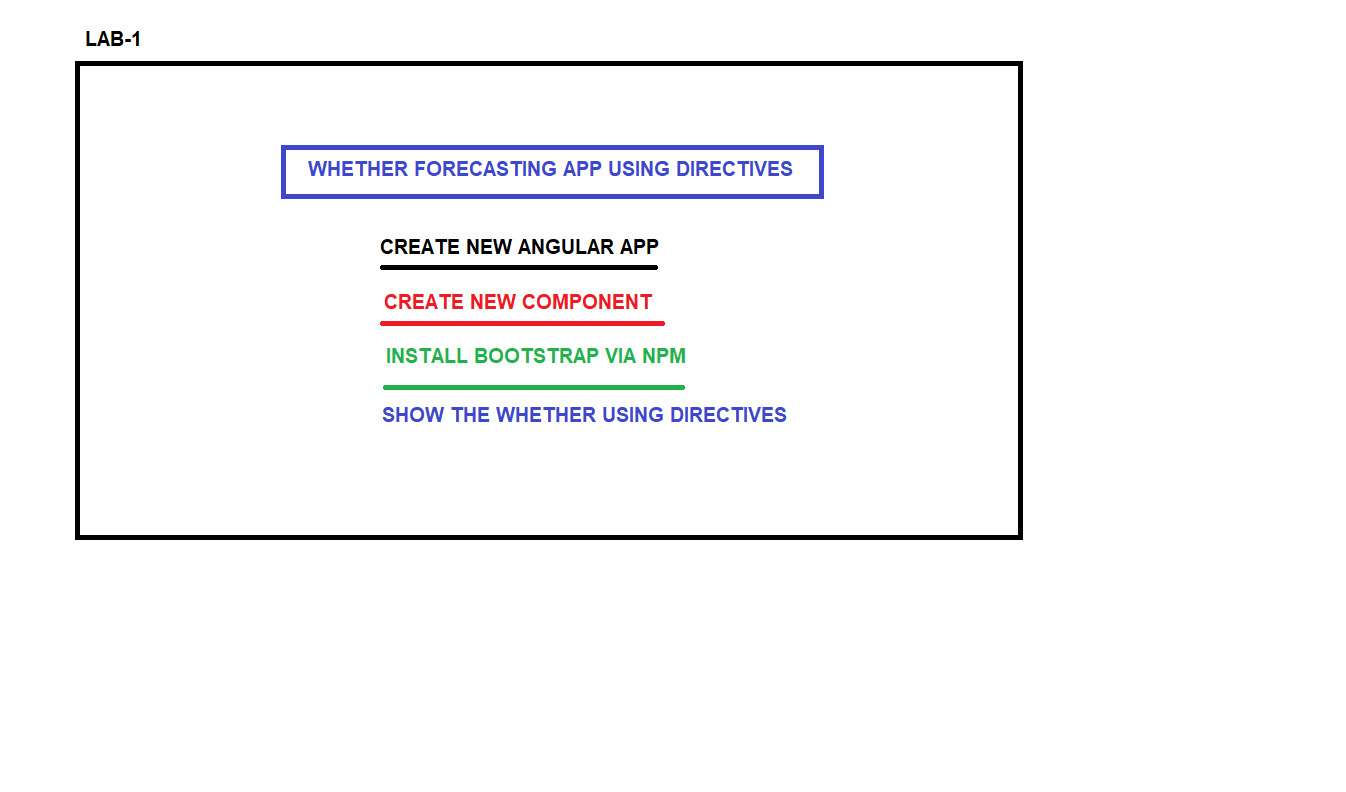 LAB-1
WHETHER FORECASTING APP USING DIRECTIVES
CREATE NEW ANGULAR APP
CREATE NEW COMPONENT
INSTALL BOOTSTRAP VIA NPM
SHOW THE WHETHER USING DIRECTIVES